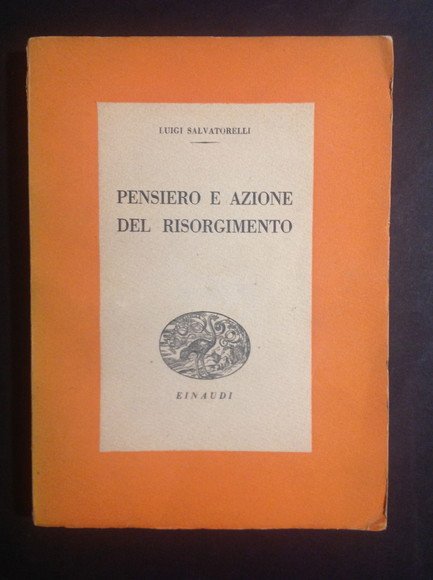 LUIGI SALVATORELLI
PENSIERO E AZIONE
DEL RISORGIMENTO
EINAUDI